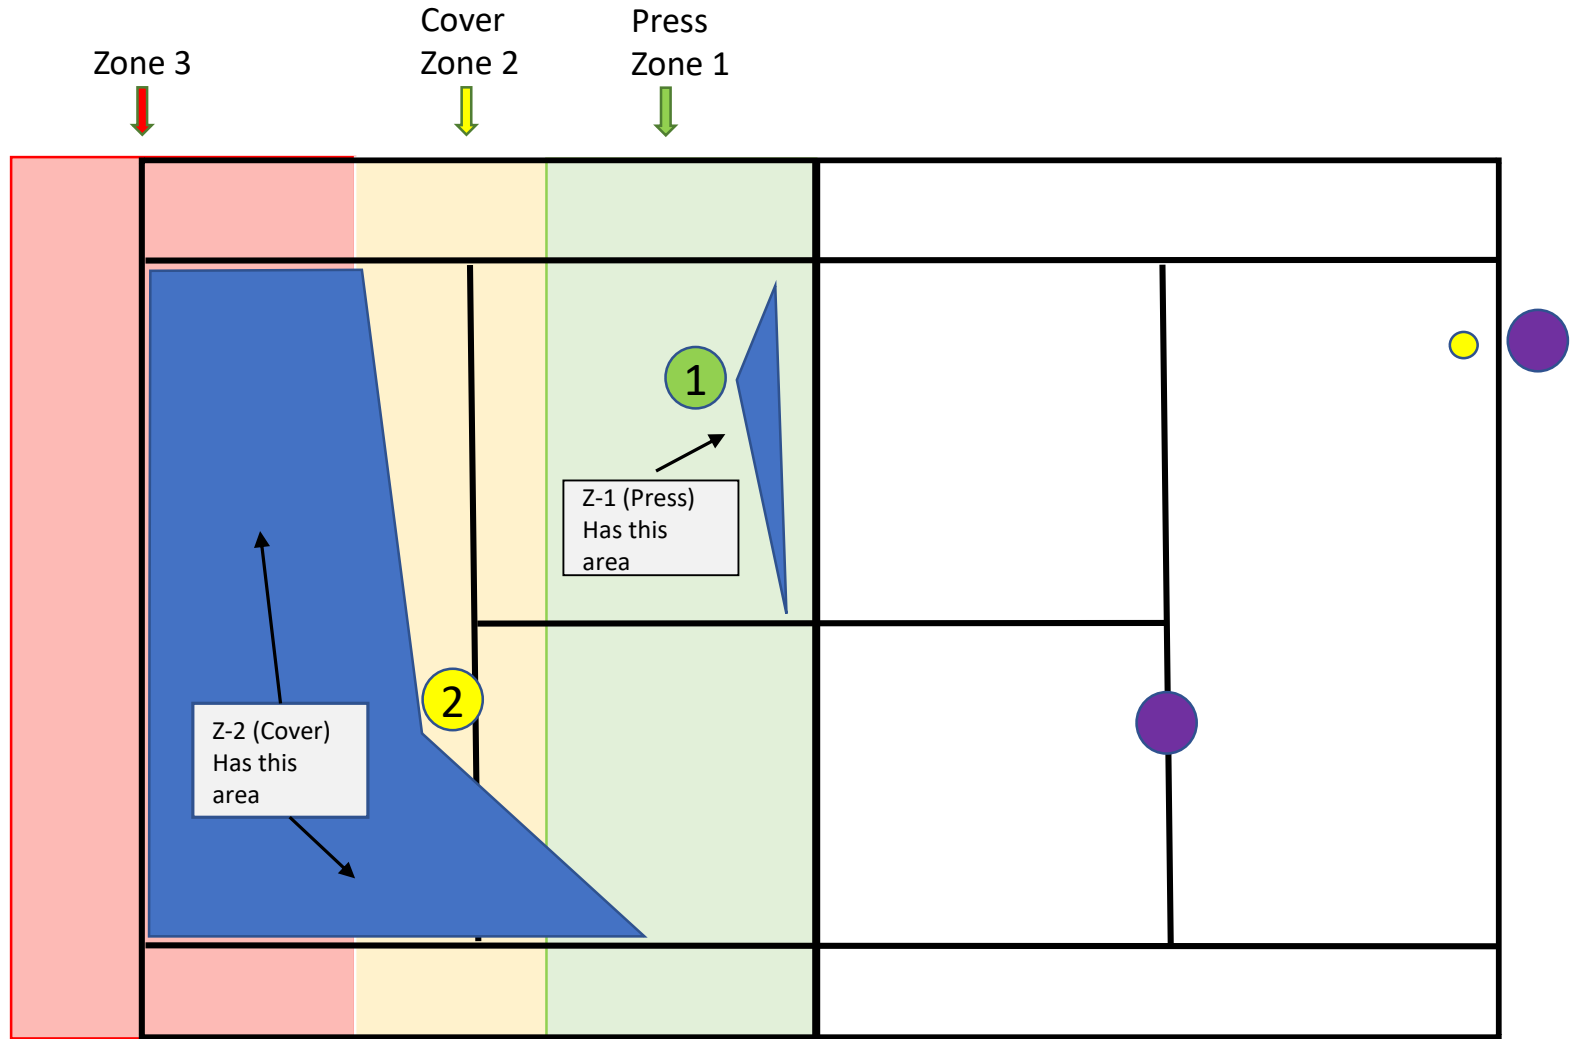 Zone 3
Cover
Zone 2
Press
Zone 1
1
Z-1 (Press)
Has this
area
2
Z-2 (Cover)
Has this
area